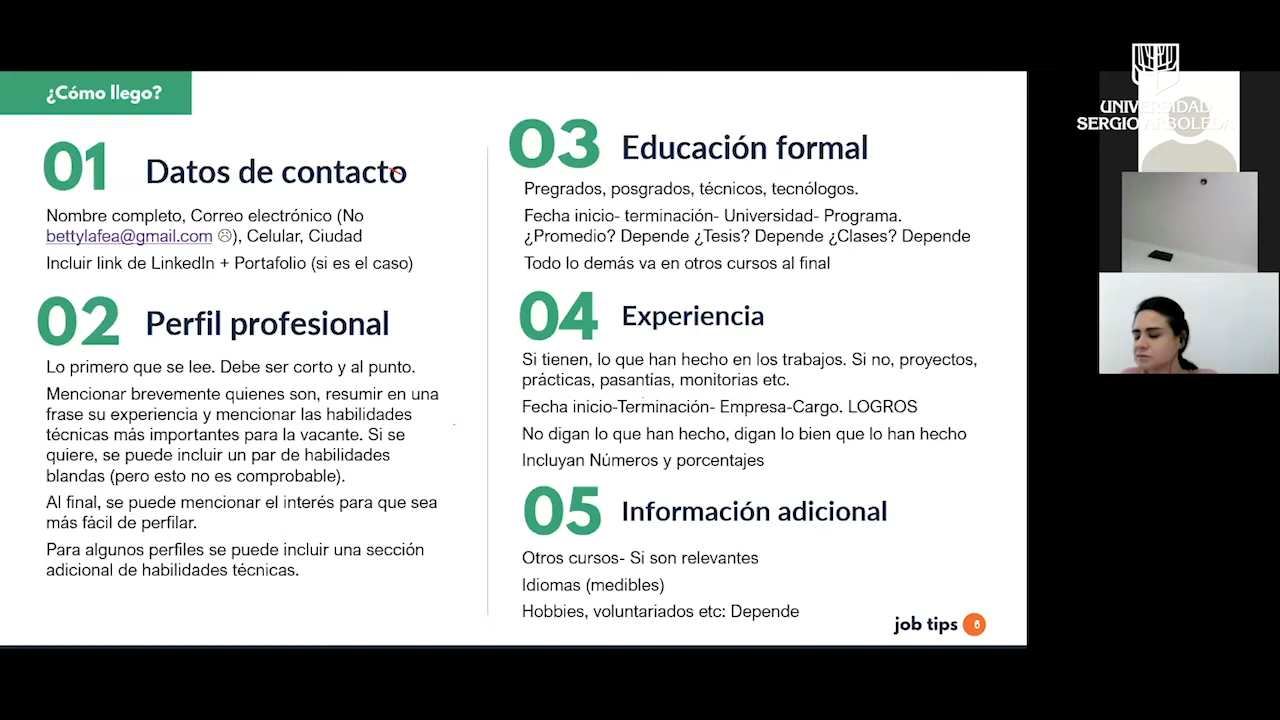 ¿Cómo llego?
01 Datos de contacto
Nombre completo, Correo electrónico (No
bettylafea@gmail.com ☹), Celular, Ciudad
Incluir link de LinkedIn + Portafolio (si es el caso)
02 Perfil profesional
Lo primero que se lee. Debe ser corto y al punto.
Mencionar brevemente quienes son, resumir en una
frase su experiencia y mencionar las habilidades
técnicas más importantes para la vacante. Si se
quiere, se puede incluir un par de habilidades
blandas (pero esto no es comprobable).
Al final, se puede mencionar el interés para que sea
más fácil de perfilar.
Para algunos perfiles se puede incluir una sección
adicional de habilidades técnicas.
03 Educación formal
Pregrados, posgrados, técnicos, tecnólogos.
Fecha inicio- terminación- Universidad- Programa.
¿Promedio? Depende ¿Tesis? Depende ¿Clases? Depende
Todo lo demás va en otros cursos al final
04 Experiencia
Si tienen, lo que han hecho en los trabajos. Si no, proyectos,
prácticas, pasantías, monitorias etc.
Fecha inicio-Terminación- Empresa-Cargo. LOGROS
No digan lo que han hecho, digan lo bien que lo han hecho
Incluyan Números y porcentajes
05 Información adicional
Otros cursos- Si son relevantes
Idiomas (medibles)
Hobbies, voluntariados etc: Depende
job tips
UNIVERSIDAD
SERGIO ARBOLEDA